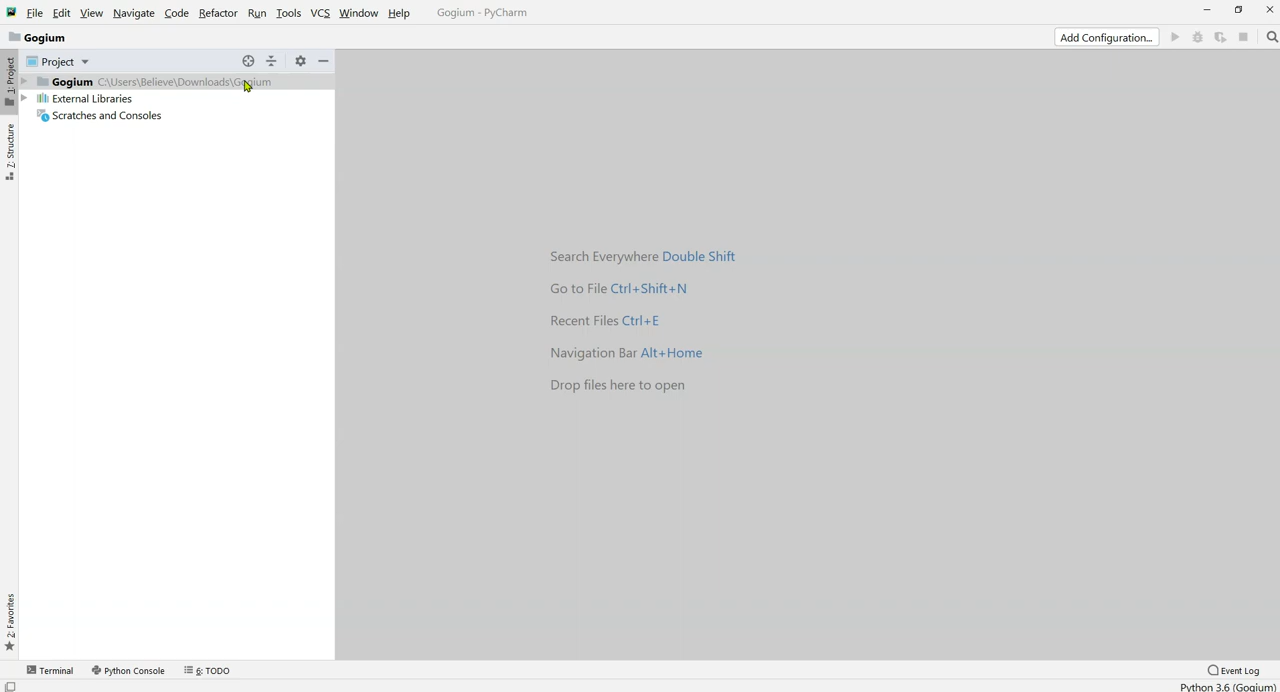 File Edit View Navigate Code Refactor Run Tools VCS Window Help Gogium - PyCharm
Gogium Add Configuration...
1: Project
Project
Gogium C:\Users\Believe\Downloads\Gogium
External Libraries
Scratches and Consoles
7: Structure
Search Everywhere Double Shift
Go to File Ctrl+Shift+N
Recent Files Ctrl+E
Navigation Bar Alt+Home
Drop files here to open
2: Favorites
Terminal Python Console 6: TODO Event Log
Python 3.6 (Gogium)